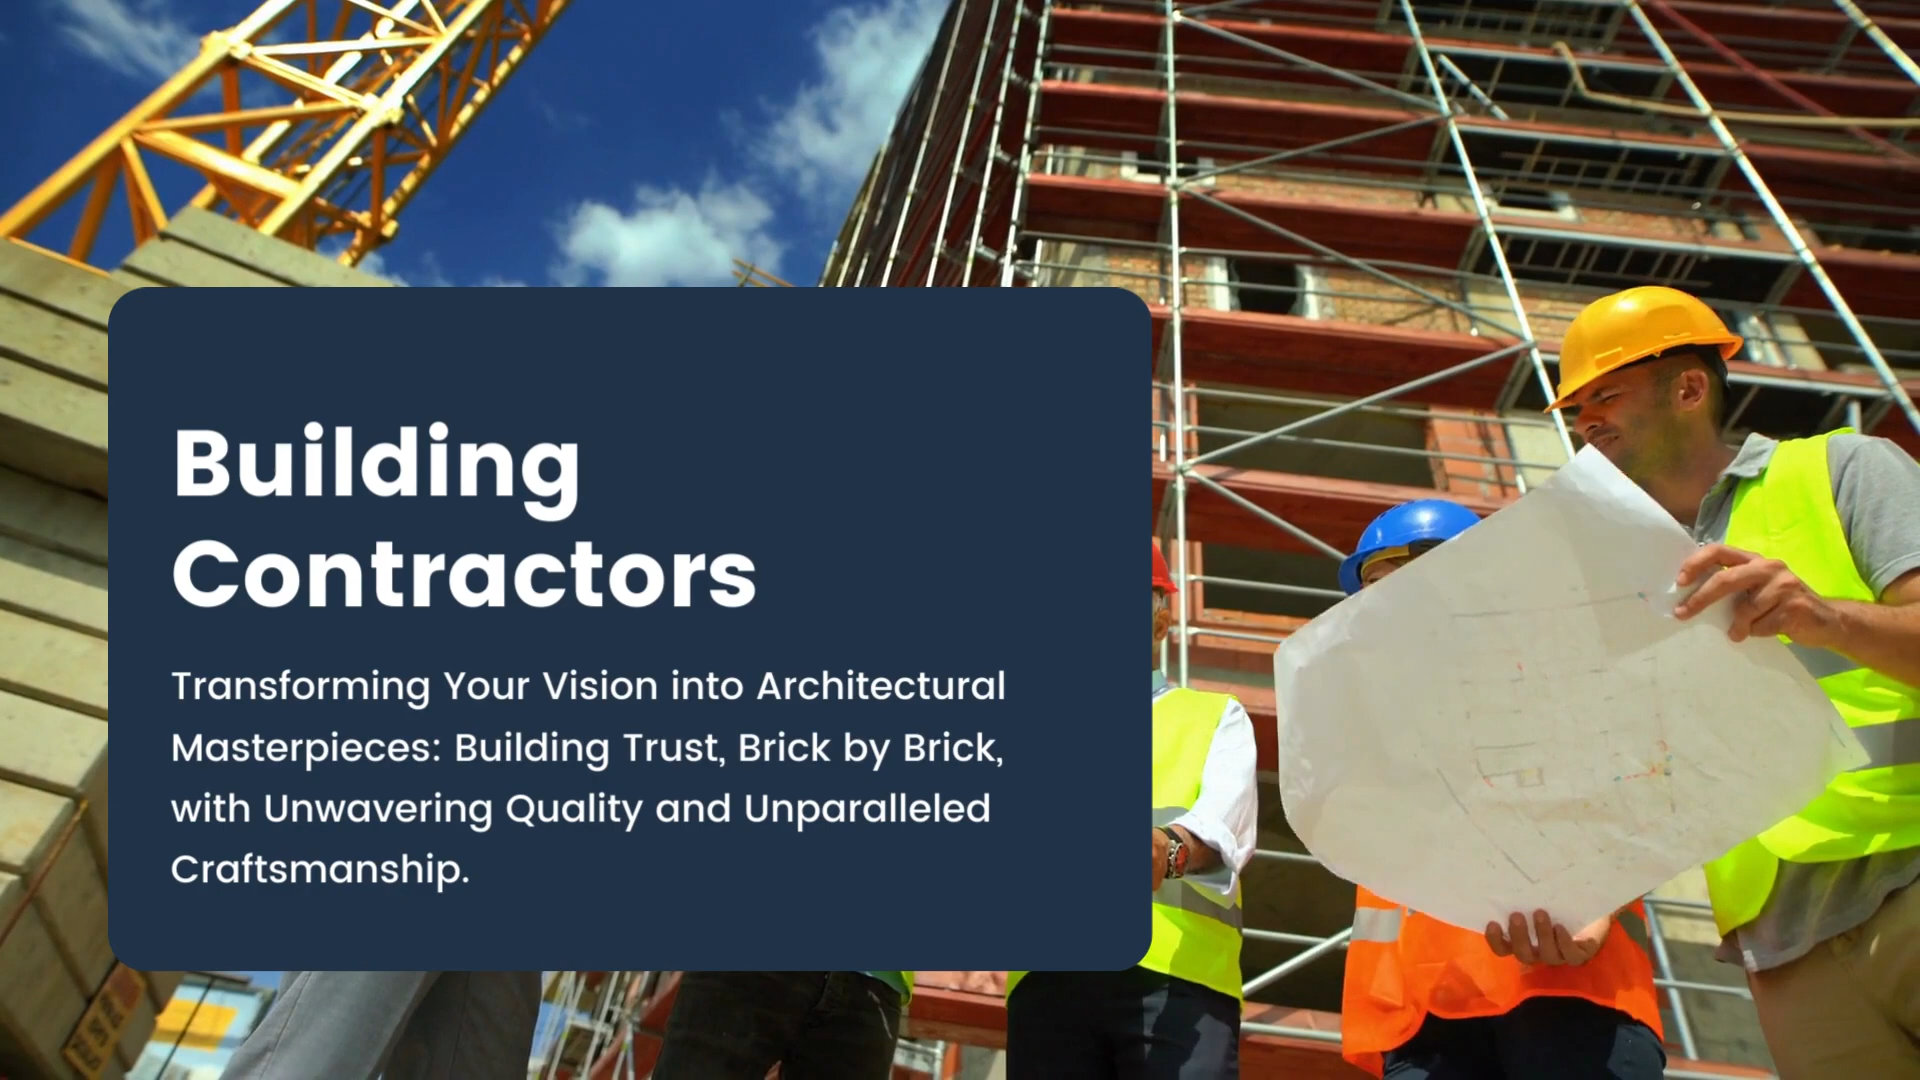 Building
Contractors
Transforming Your Vision into Architectural
Masterpieces: Building Trust, Brick by Brick,
with Unwavering Quality and Unparalleled
Craftsmanship.